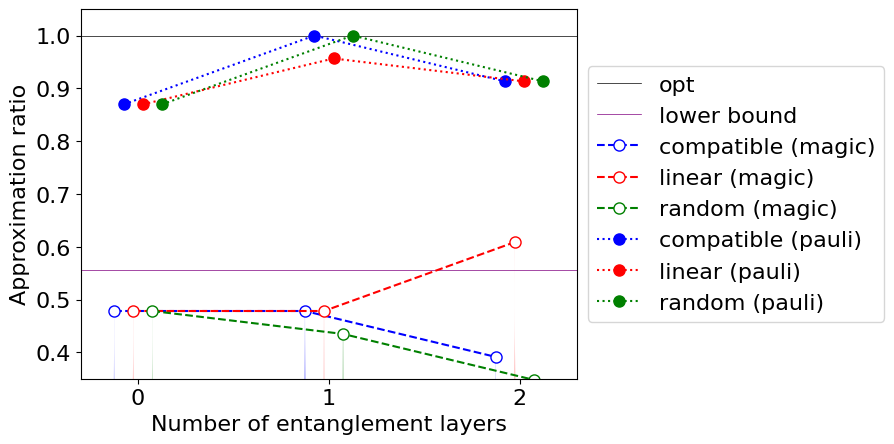 Approximation ratio
1.0
0.9
0.8
0.7
0.6
0.5
0.4
0
1
2
Number of entanglement layers
opt
lower bound
compatible (magic)
linear (magic)
random (magic)
compatible (pauli)
linear (pauli)
random (pauli)